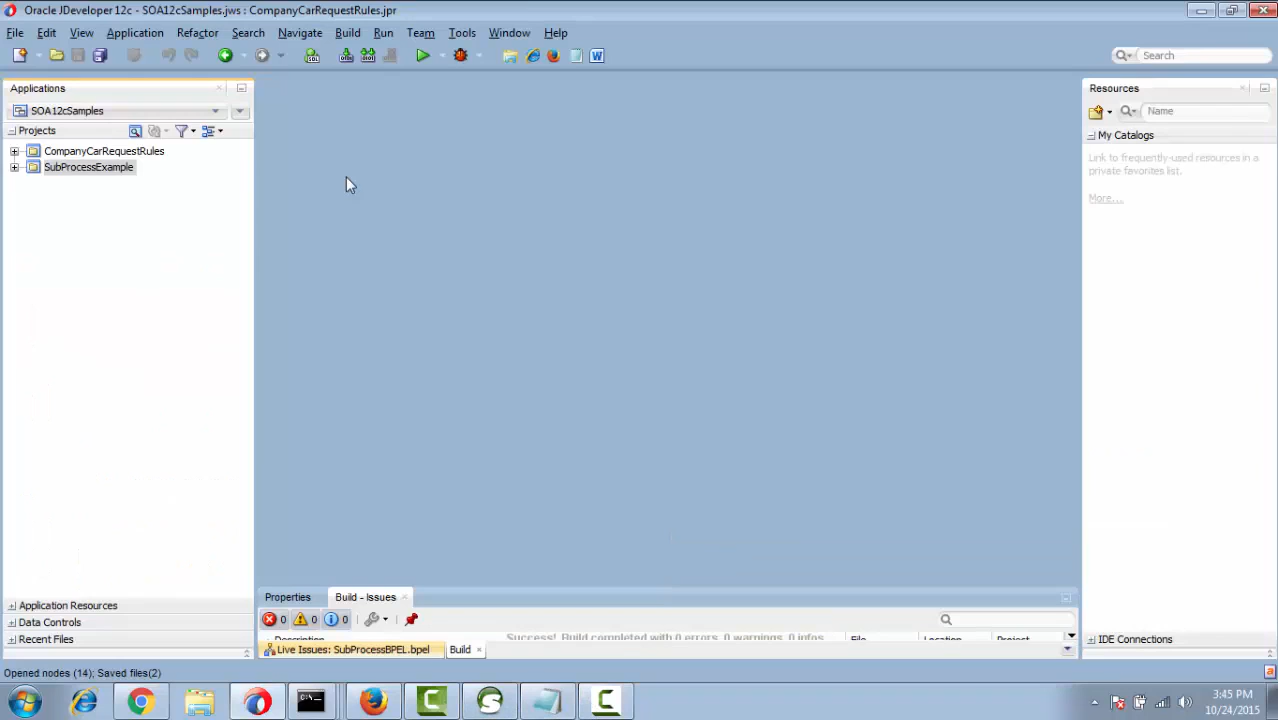 Oracle JDeveloper 12c - SOA12cSamples.jws : CompanyCarRequestRules.jpr
File Edit View Application Refactor Search Navigate Build Run Team Tools Window Help
Search
Applications
SOA12cSamples
Projects
CompanyCarRequestRules
SubProcessExample
Application Resources
Data Controls
Recent Files
Resources
Name
My Catalogs
Link to frequently-used resources in a
private favorites list.
More...
IDE Connections
Properties Build - Issues
0 0 0
Description Success! Build completed with 0 errors, 0 warnings, 0 infos. File Location Project
Live Issues: SubProcessBPEL.bpel Build
Opened nodes (14); Saved files(2)
3:45 PM
10/24/2015